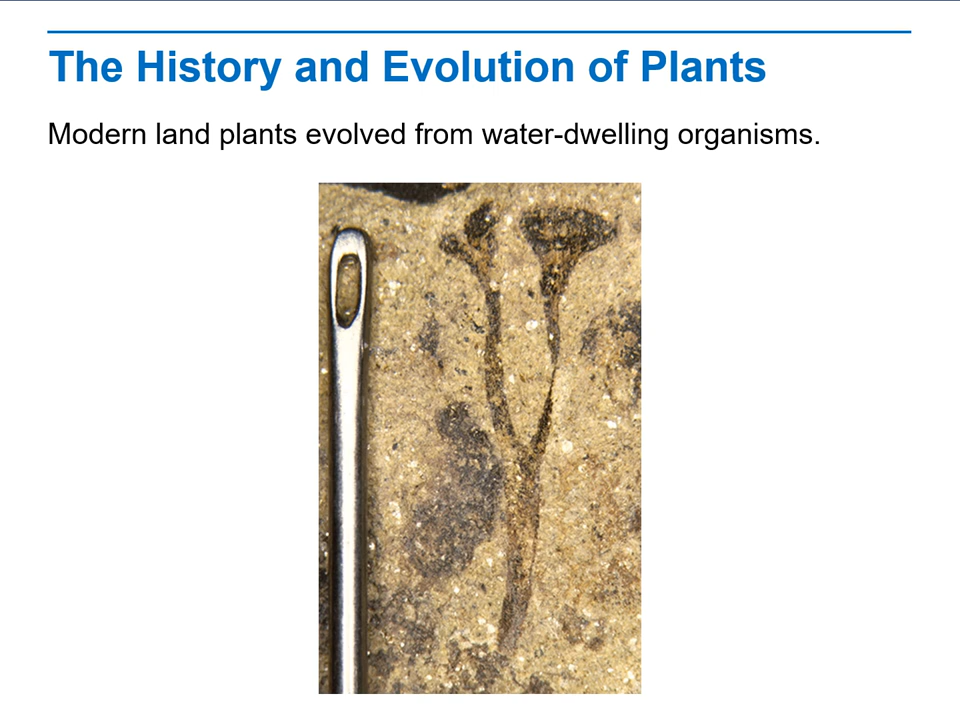 The History and Evolution of Plants
Modern land plants evolved from water-dwelling organisms.